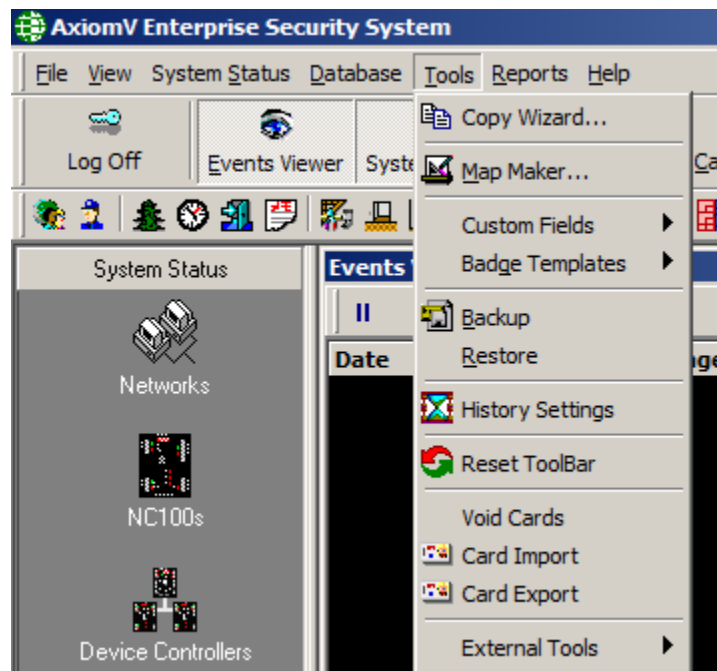 AxiomV Enterprise Security System
File View System Status Database Tools Reports Help
Log Off Events Viewer
Copy Wizard...
Map Maker...
Custom Fields
Badge Templates
Backup
Restore
History Settings
Reset ToolBar
Void Cards
Card Import
Card Export
External Tools
System Status
Networks
NC100s
Device Controllers
Events
Date